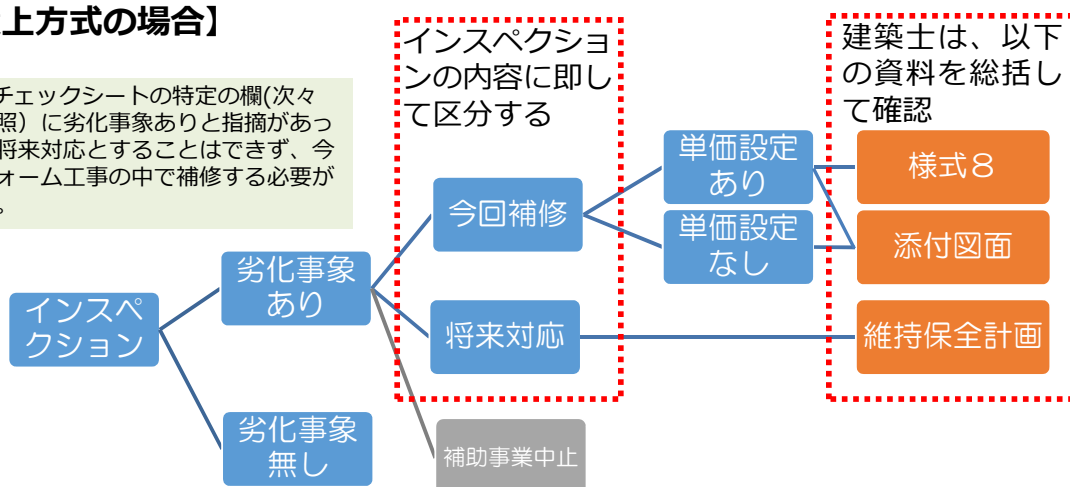 上方式の場合】
チェックシートの特定の欄(次々
照）に劣化事象ありと指摘があっ
将来対応とすることはできず、今
ォーム工事の中で補修する必要が
。
インスペクショ
ンの内容に即し
て区分する
建築士は、以下
の資料を総括し
て確認
インスペ
クション
劣化事象
あり
劣化事象
無し
今回補修
将来対応
補助事業中止
単価設定
あり
単価設定
なし
様式８
添付図面
維持保全計画